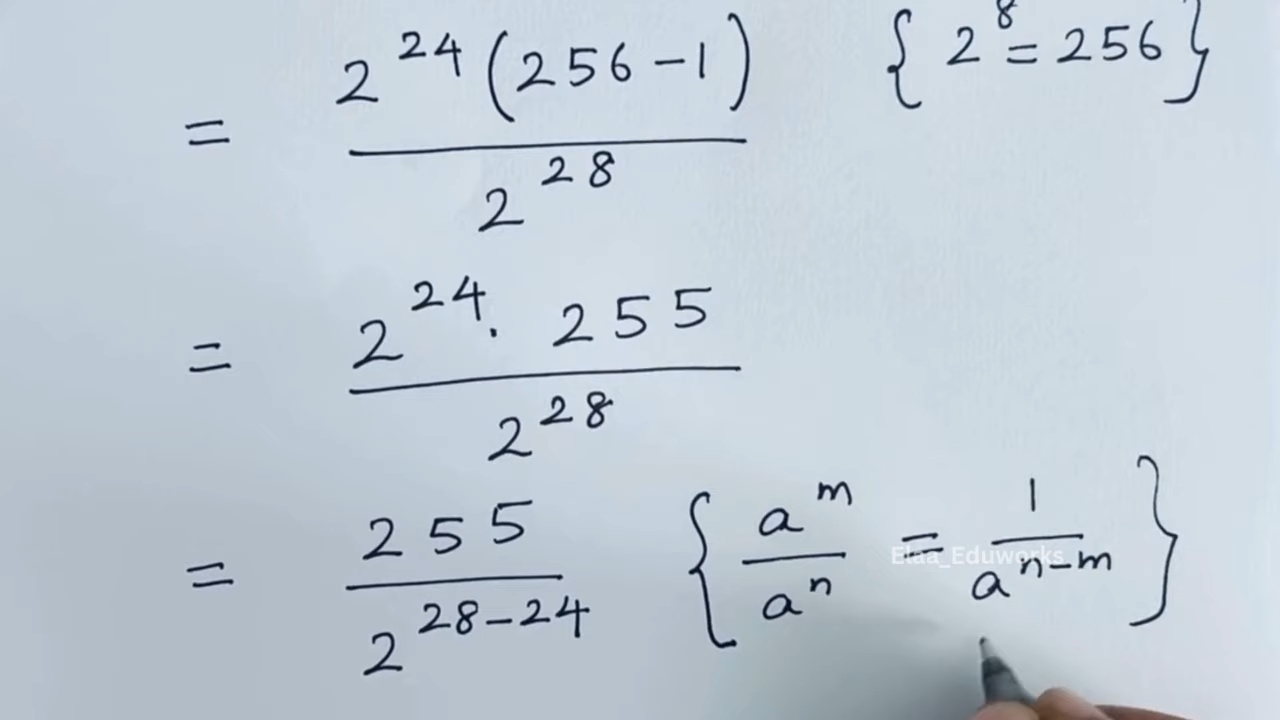 = 2^24 (256 - 1) / 2^28 { 2^8 = 256 }
= 2^24 . 255 / 2^28
= 255 / 2^28-24 { a^m / a^n = 1 / a^n-m }
Elaa_Eduworks